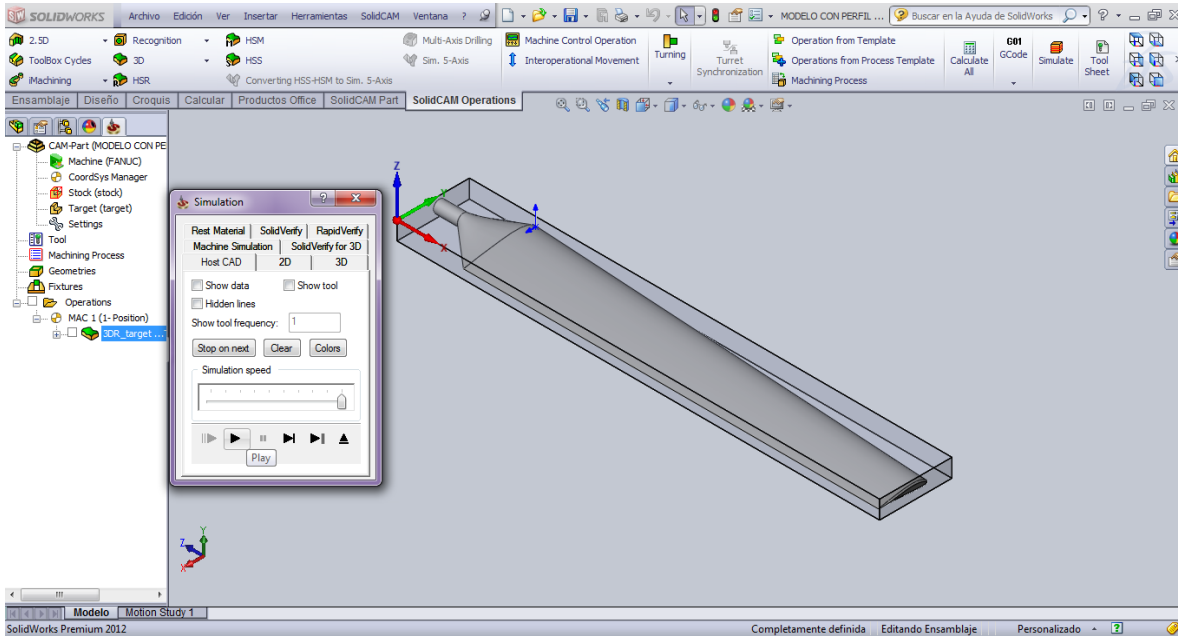 SOLIDWORKS Archivo Edición Ver Insertar Herramientas SolidCAM Ventana ? MODELO CON PERFIL ... Buscar en la Ayuda de SolidWorks ?
2.5D Recognition HSM Multi-Axis Drilling Machine Control Operation Operation from Template
ToolBox Cycles 3D HSS Sim. 5-Axis Interoperational Movement Operations from Process Template
iMachining HSR Converting HSS-HSM to Sim. 5-Axis Machining Process
Turning
Turret Synchronization
Calculate All
G01 GCode
Simulate
Tool Sheet
Ensamblaje Diseño Croquis Calcular Productos Office SolidCAM Part SolidCAM Operations
CAM-Part (MODELO CON PE
Machine (FANUC)
CoordSys Manager
Stock (stock)
Target (target)
Settings
Tool
Machining Process
Geometries
Fixtures
Operations
MAC 1 (1- Position)
3DR_target ...
Simulation ?
Rest Material SolidVerify RapidVerify
Machine Simulation SolidVerify for 3D
Host CAD 2D 3D
Show data Show tool
Hidden lines
Show tool frequency: 1
Stop on next Clear Colors
Simulation speed
Play
Z
Y
X
Y
Z
X
Modelo Motion Study 1
SolidWorks Premium 2012 Completamente definida Editando Ensamblaje Personalizado ?